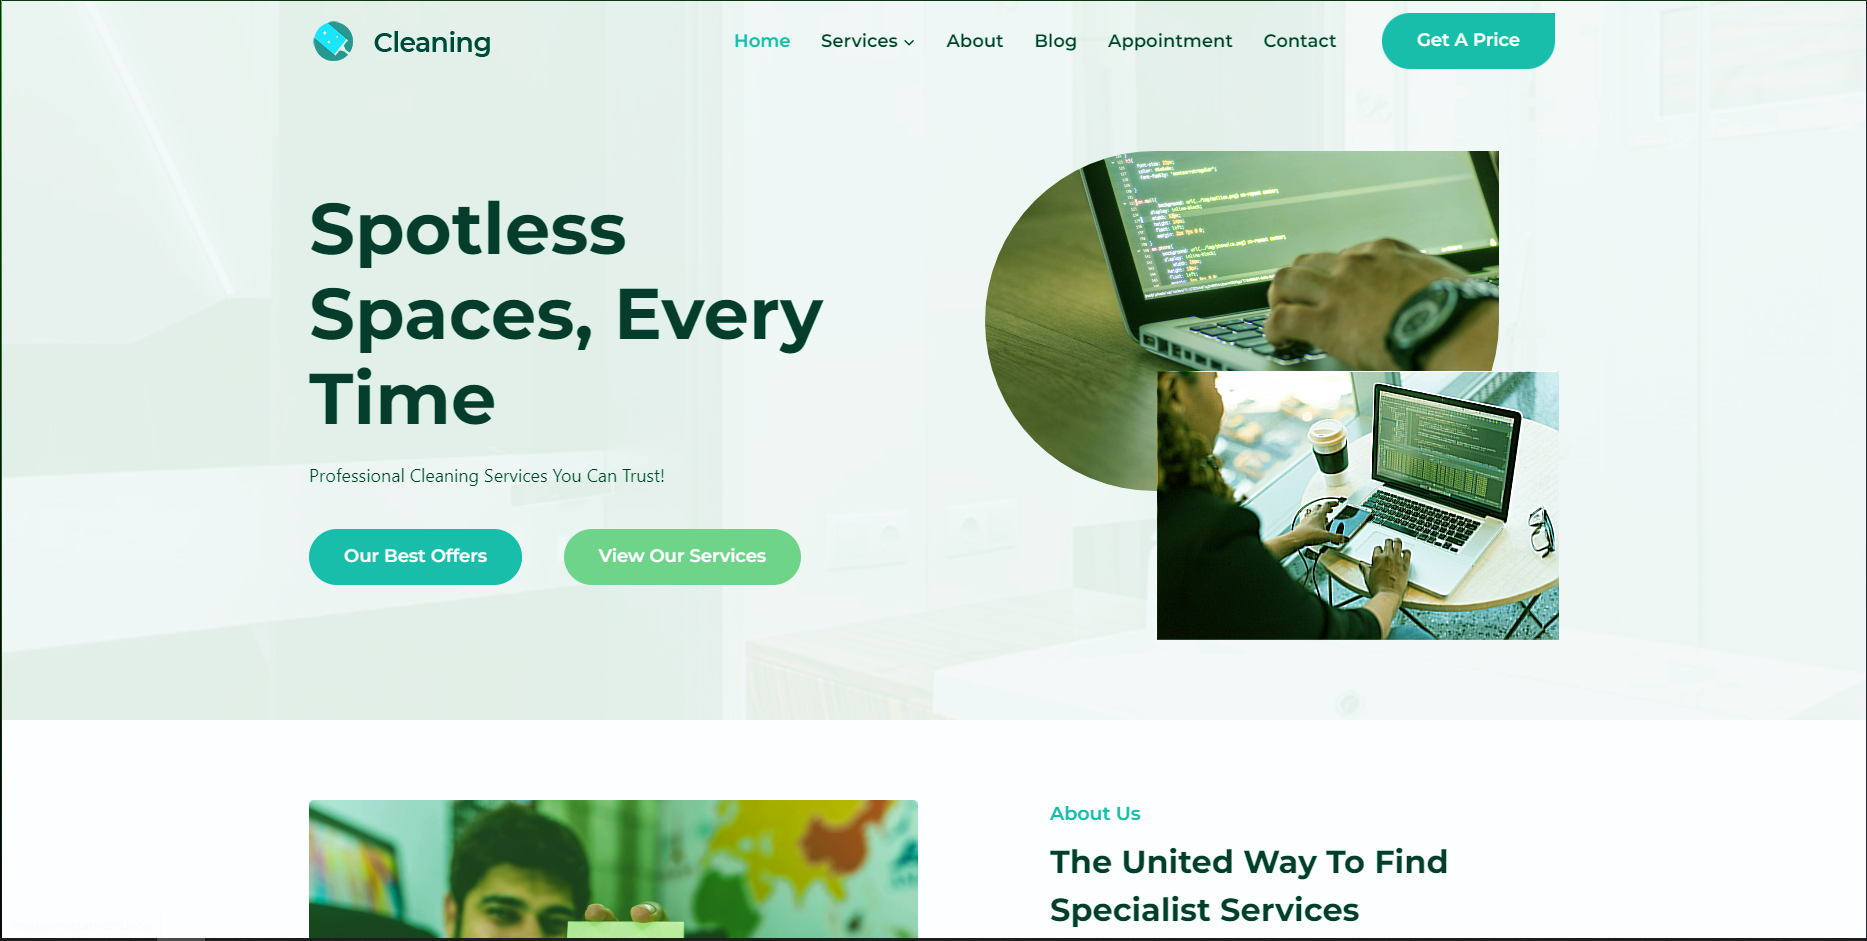 Cleaning
Home Services About Blog Appointment Contact Get A Price
Spotless
Spaces, Every
Time
Professional Cleaning Services You Can Trust!
Our Best Offers View Our Services
About Us
The United Way To Find
Specialist Services